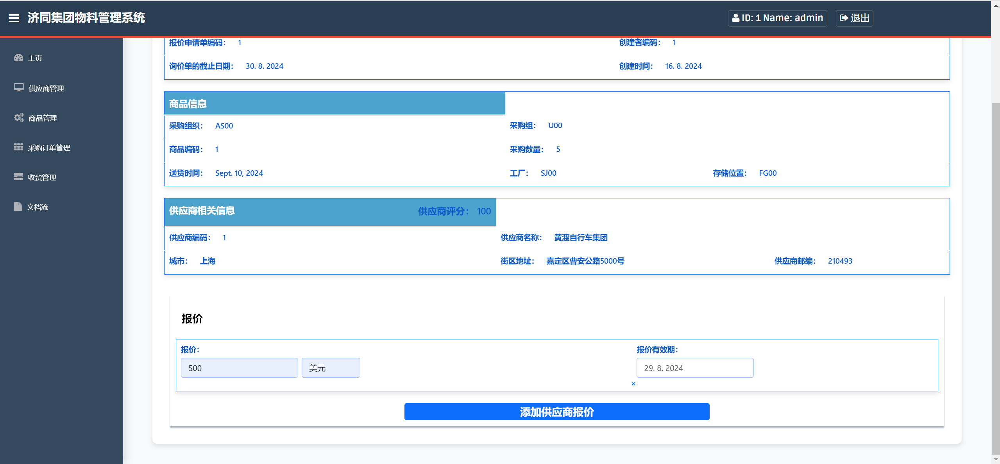 济同集团物料管理系统
ID: 1 Name: admin
退出
主页
供应商管理
商品管理
采购订单管理
收货管理
文档流
报价申请单编码： 1
创建者编码： 1
询价单的截止日期： 30. 8. 2024
创建时间： 16. 8. 2024
商品信息
采购组织： AS00
采购组： U00
商品编码： 1
采购数量： 5
送货时间： Sept. 10, 2024
工厂： SJ00
存储位置： FG00
供应商相关信息
供应商评分： 100
供应商编码： 1
供应商名称： 黄渡自行车集团
城市： 上海
街区地址： 嘉定区曹安公路5000号
供应商邮编： 210493
报价
报价：
报价有效期：
500
美元
29. 8. 2024
×
添加供应商报价